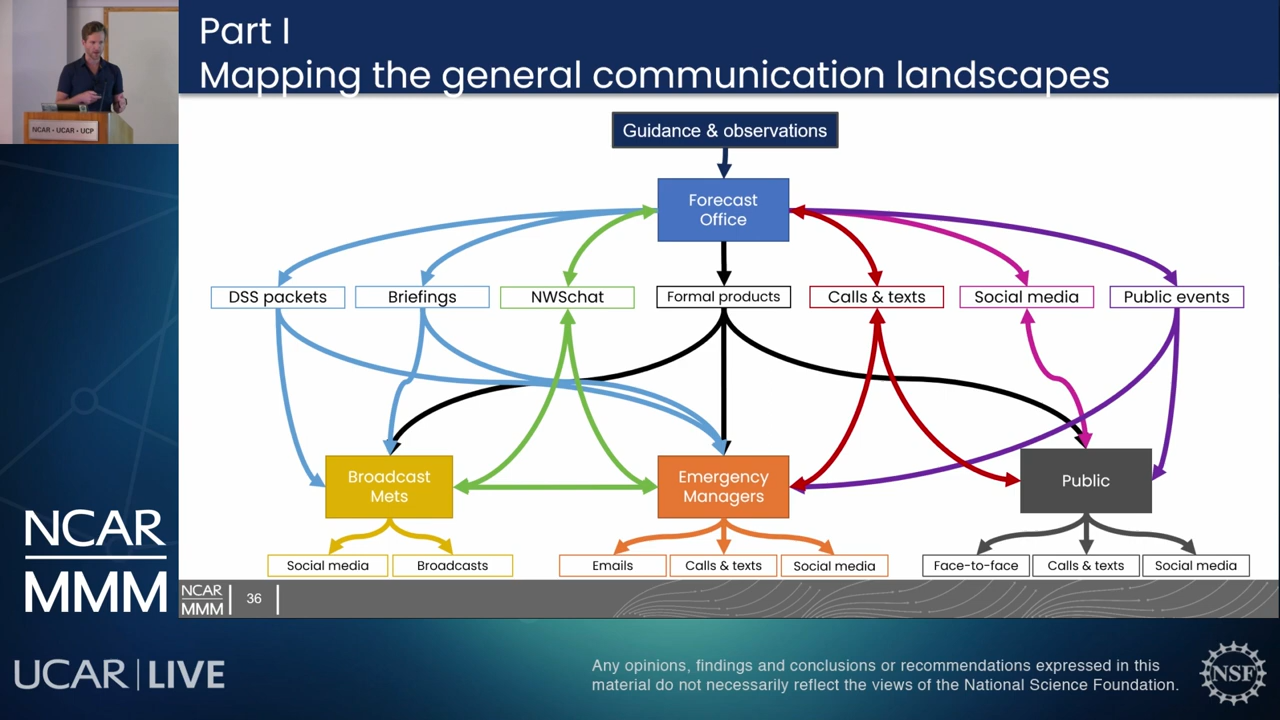 Part I
Mapping the general communication landscapes
NCAR • UCAR • UCP
Guidance & observations
Forecast
Office
DSS packets
Briefings
NWSchat
Formal products
Calls & texts
Social media
Public events
Broadcast
Mets
Emergency
Managers
Public
Social media
Broadcasts
Emails
Calls & texts
Social media
Face-to-face
Calls & texts
Social media
NCAR
MMM
NCAR
MMM
36
UCAR | LIVE
Any opinions, findings and conclusions or recommendations expressed in this
material do not necessarily reflect the views of the National Science Foundation.
NSF